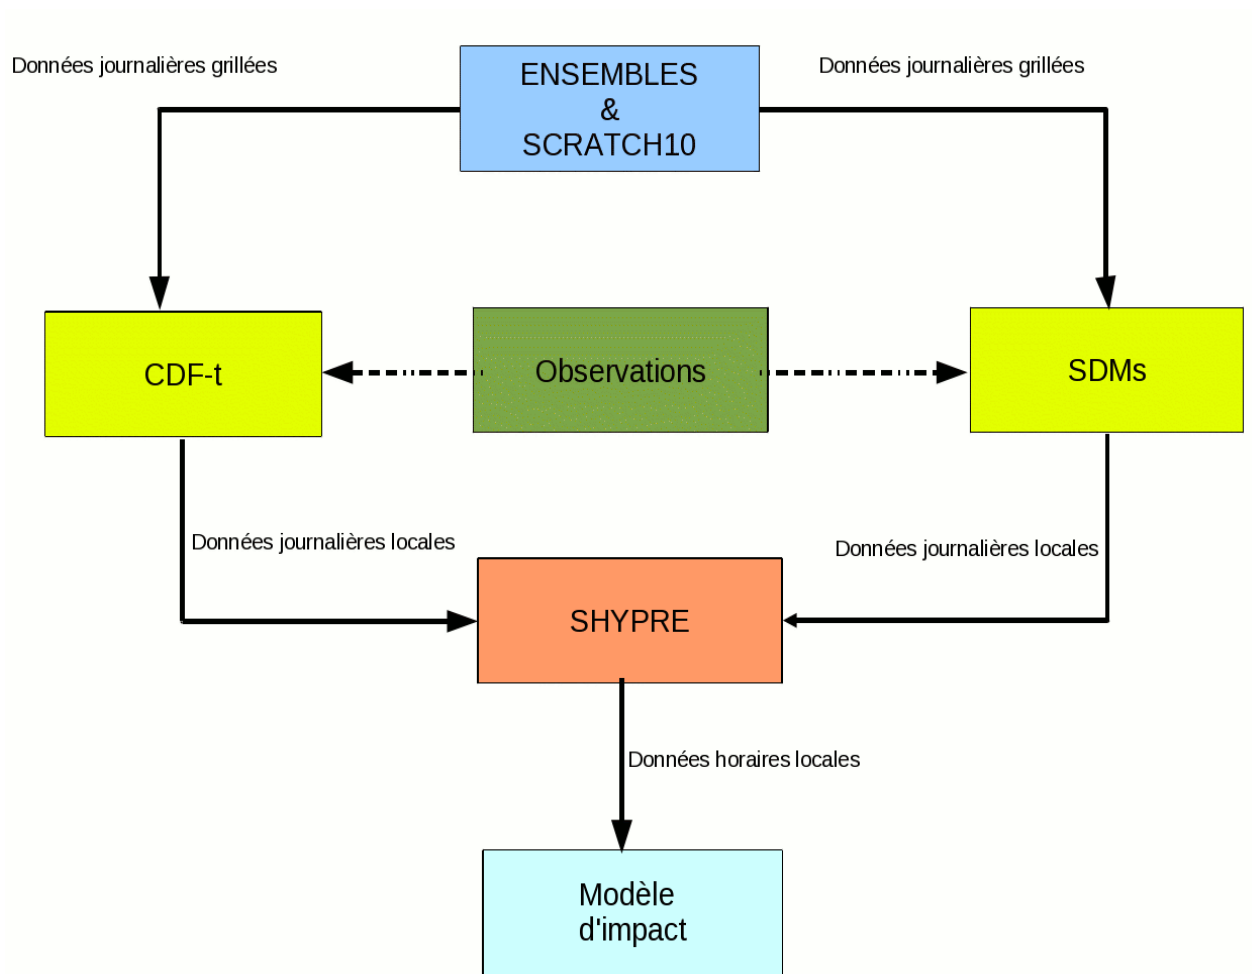 Données journalières grillées
ENSEMBLES
&
SCRATCH10
Données journalières grillées
CDF-t
Observations
SDMs
Données journalières locales
Données journalières locales
SHYPRE
Données horaires locales
Modèle
d'impact